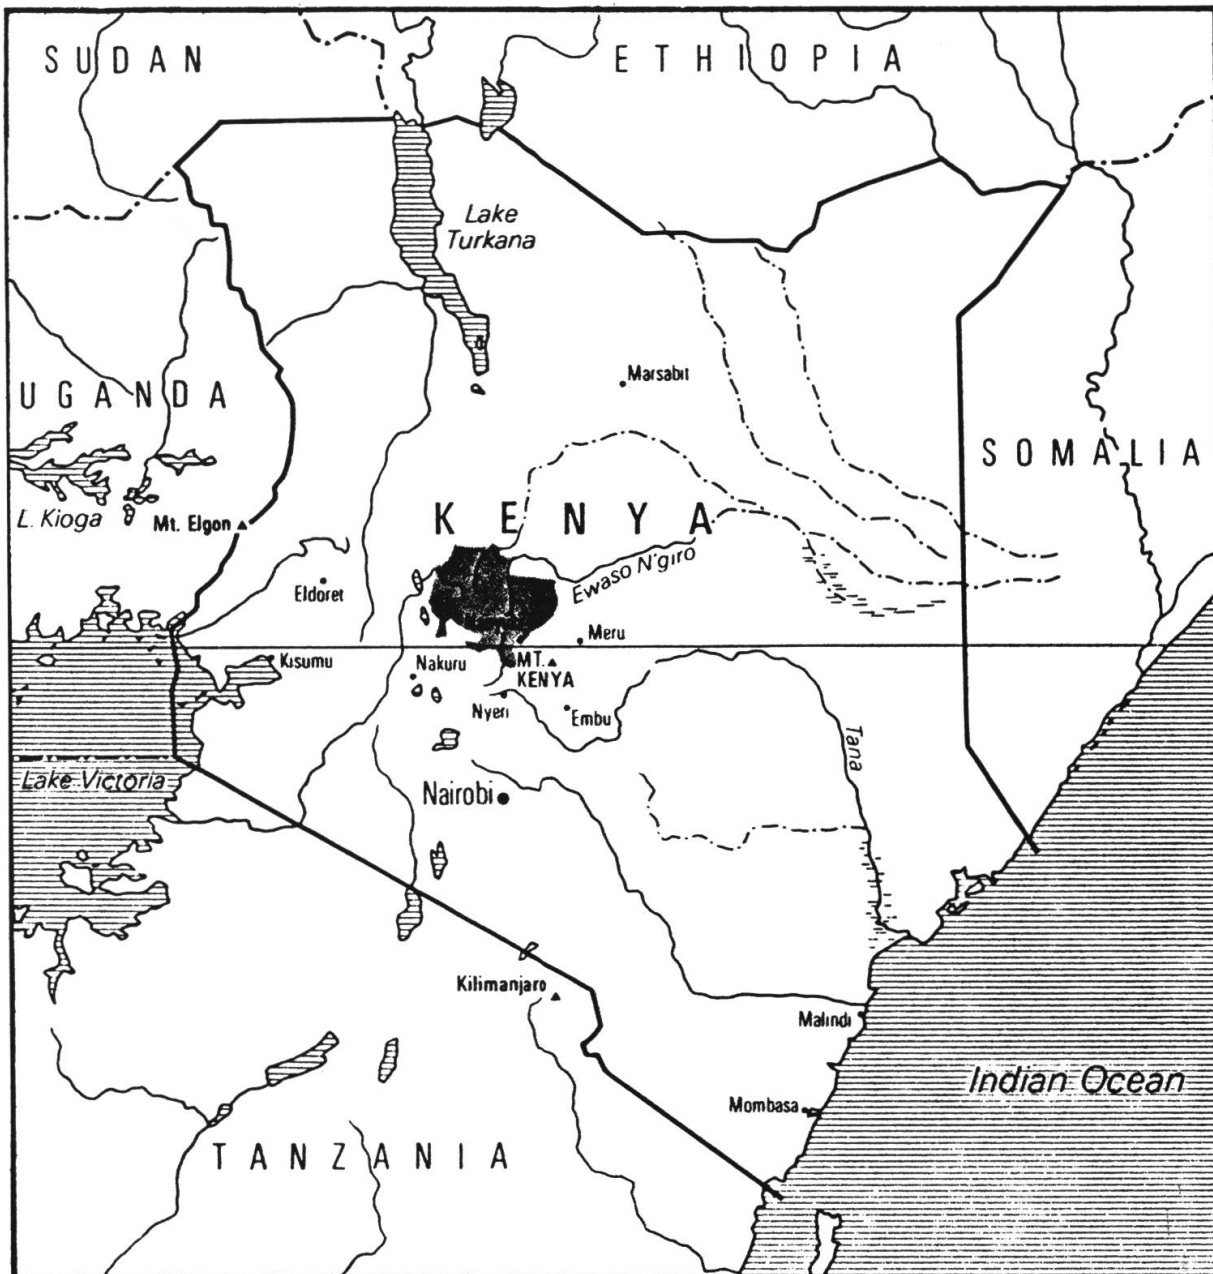 SUDAN
ETHIOPIA
Lake
Turkana
Marsabit
UGANDA
SOMALIA
L. Kioga
Mt. Elgon
KENYA
Ewaso N'giro
Eldoret
Meru
Kisumu
Nakuru
MT.
KENYA
Nyeri
Embu
Tana
Lake Victoria
Nairobi
Kilimanjaro
Malindi
Indian Ocean
Mombasa
TANZANIA